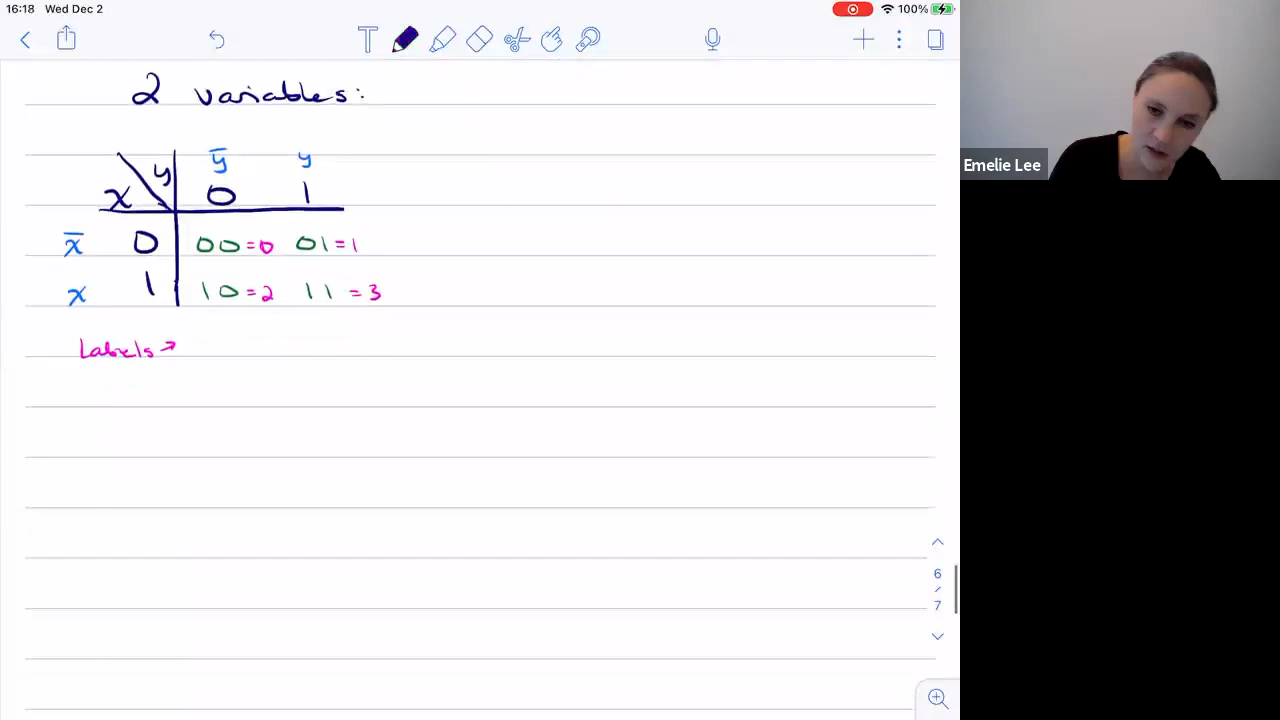 16:18 Wed Dec 2
100%
T
2 variables:
y ȳ y
x 0 1
x̄ 0 00=0 01=1
x 1 10=2 11=3
Labels →
Emelie Lee
6
/
7